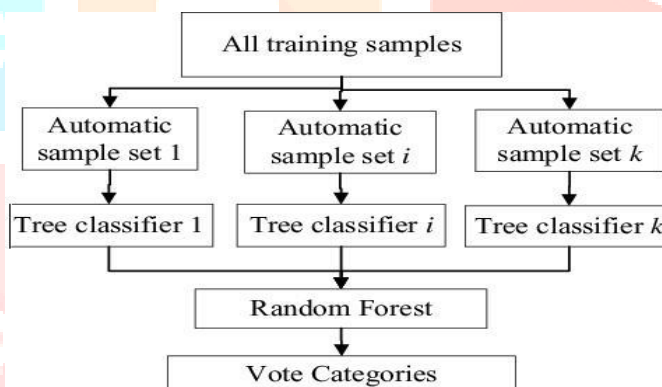 All training samples
Automatic
sample set 1
Automatic
sample set i
Automatic
sample set k
Tree classifier 1
Tree classifier i
Tree classifier k
Random Forest
Vote Categories